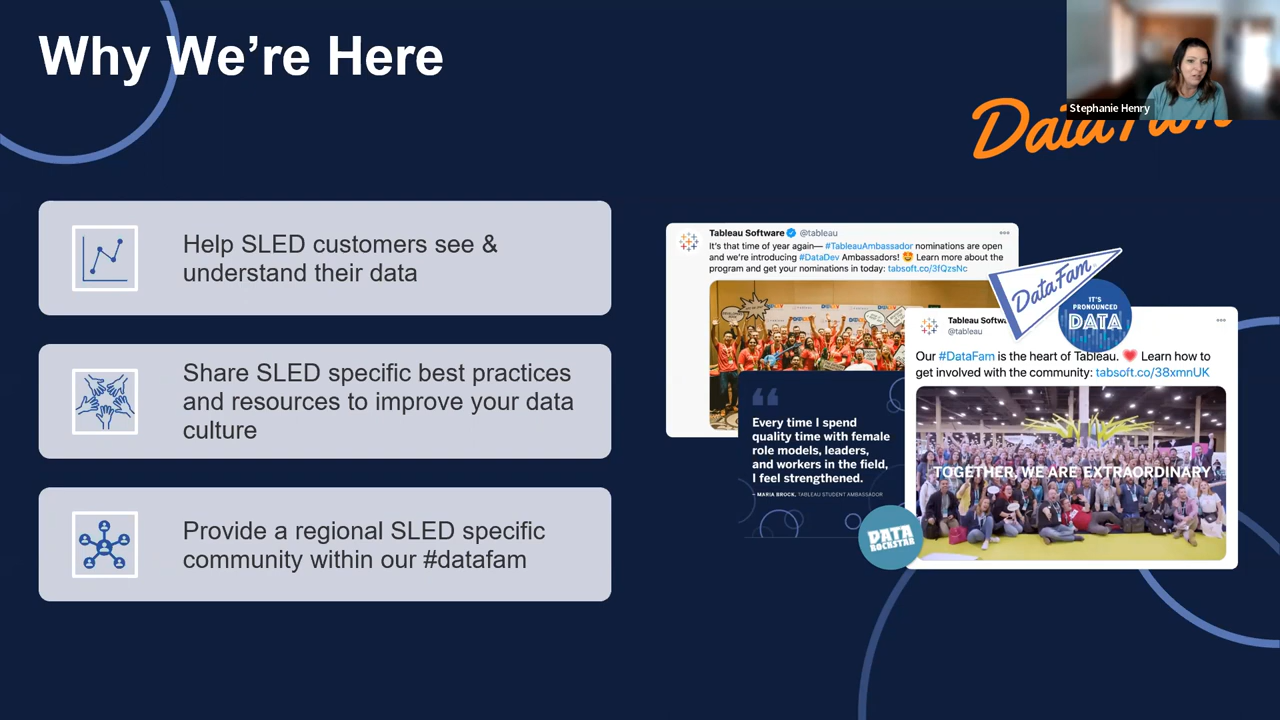 Why We're Here
Stephanie Henry
Help SLED customers see &
understand their data
Share SLED specific best practices
and resources to improve your data
culture
Provide a regional SLED specific
community within our #datafam
Tableau Software @tableau
It's that time of year again— #TableauAmbassador nominations are open
and we're introducing #DataDev Ambassadors! 🤩 Learn more about the
program and get your nominations in today: tabsoft.co/3fQzsNc
DataFam
IT'S
PRONOUNCED
DATA
“
Every time I spend
quality time with female
role models, leaders,
and workers in the field,
I feel strengthened.
- MARIA BROCK, TABLEAU STUDENT AMBASSADOR
DATA
ROCKSTAR
Tableau
@tableau
Our #DataFam is the heart of Tableau. ❤️ Learn how to
get involved with the community: tabsoft.co/38xmnUK
TOGETHER, WE ARE EXTRAORDINARY